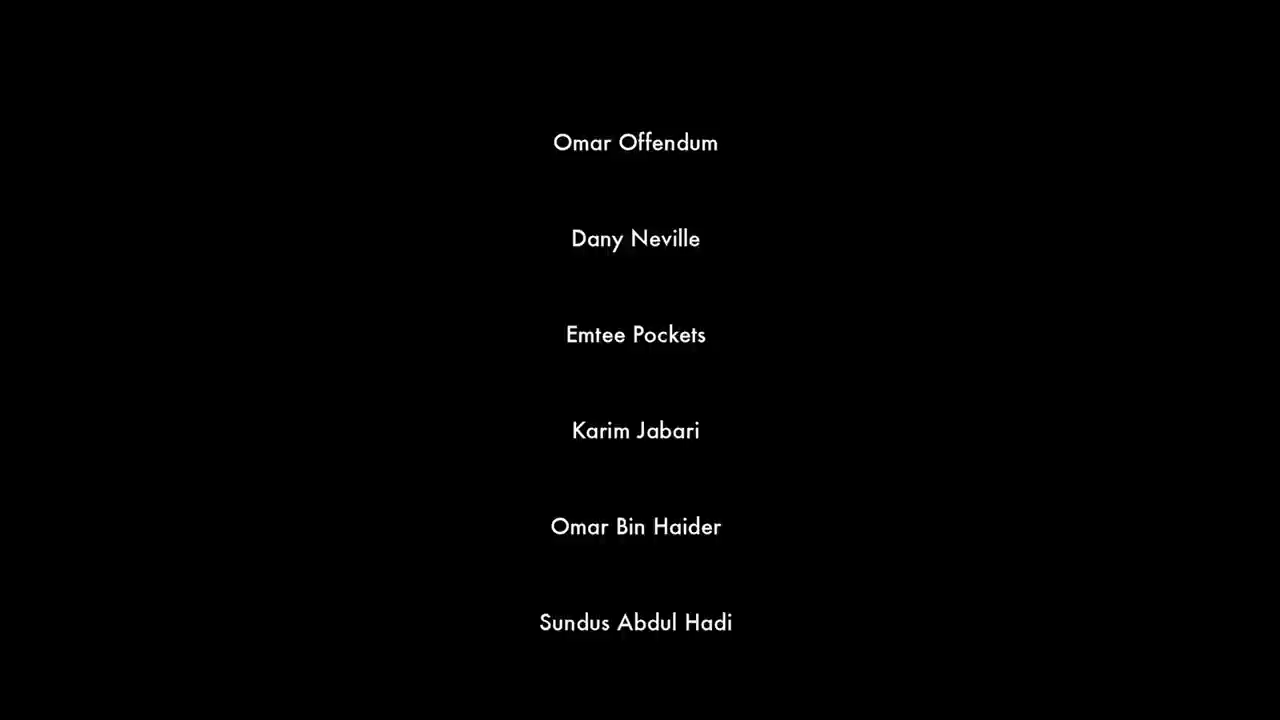 Omar Offendum
Dany Neville
Emtee Pockets
Karim Jabari
Omar Bin Haider
Sundus Abdul Hadi